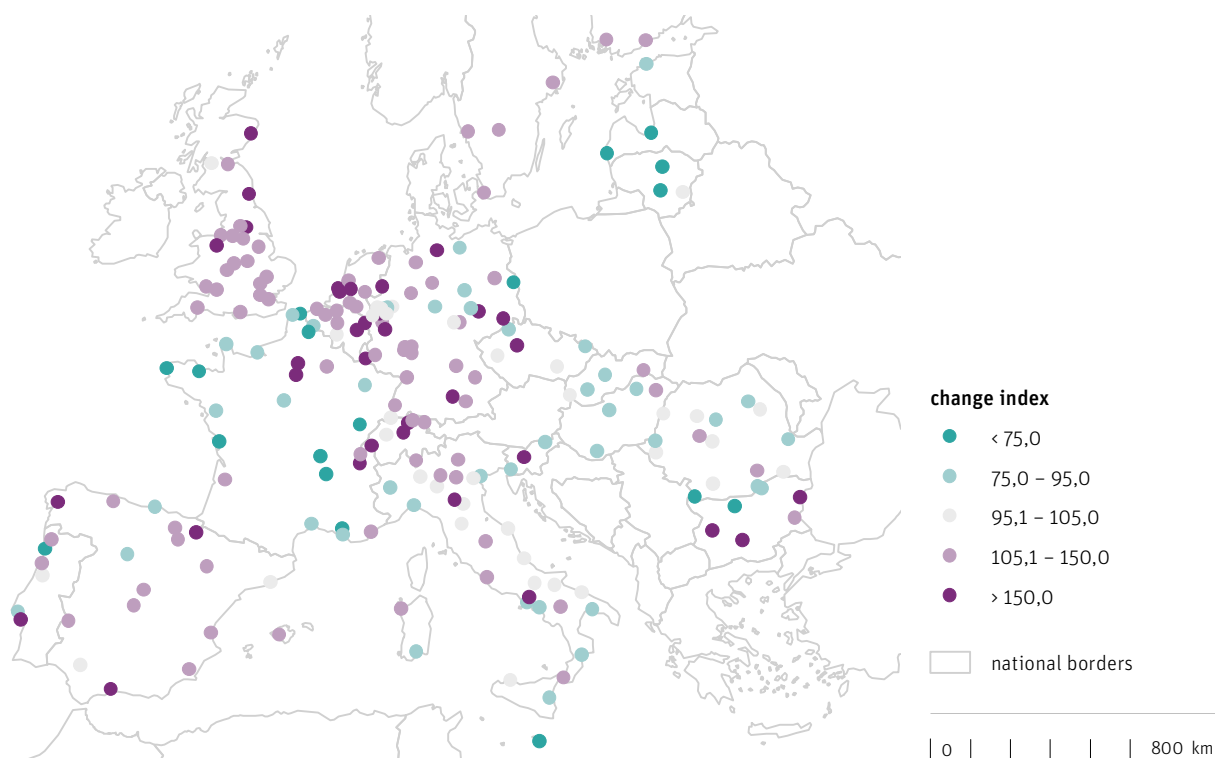 change index
< 75,0
75,0 – 95,0
95,1 – 105,0
105,1 – 150,0
> 150,0
national borders
0 800 km